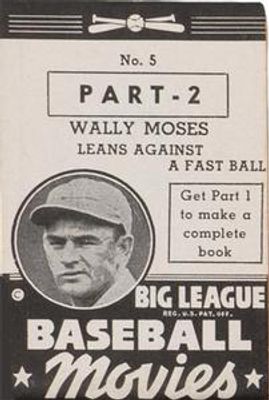 No. 5
PART-2
WALLY MOSES
LEANS AGAINST
A FAST BALL
Get Part 1
to make a
complete
book
©
BIG LEAGUE
REG. U.S. PAT. OFF.
BASEBALL
Movies